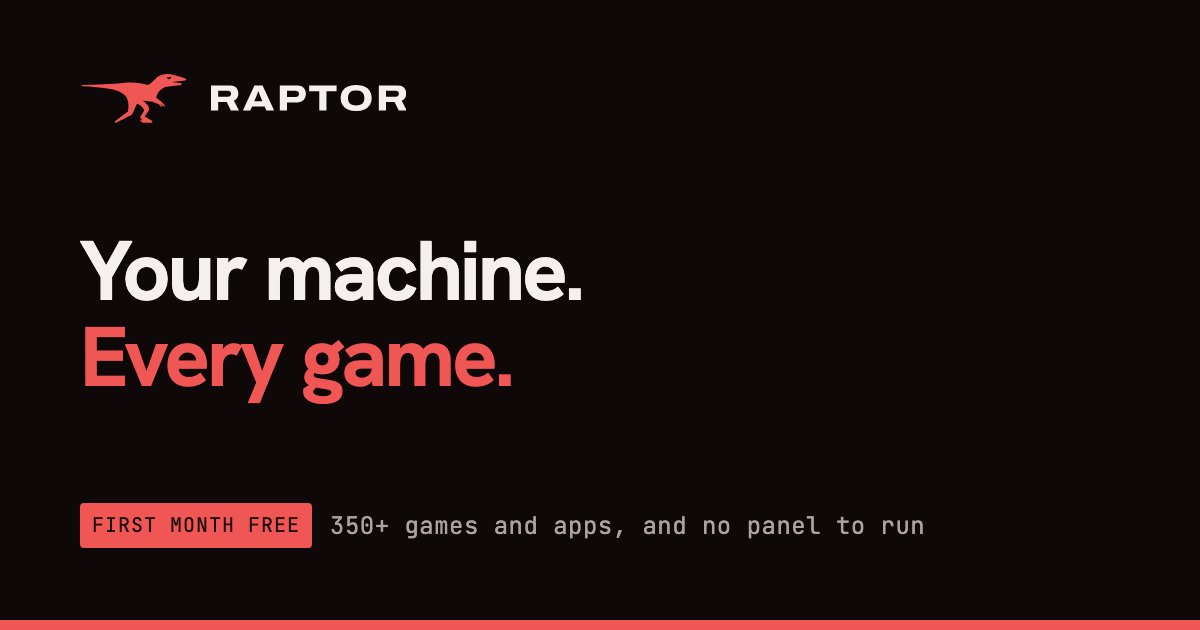 RAPTOR
Your machine.
Every game.
FIRST MONTH FREE 350+ games and apps, and no panel to run